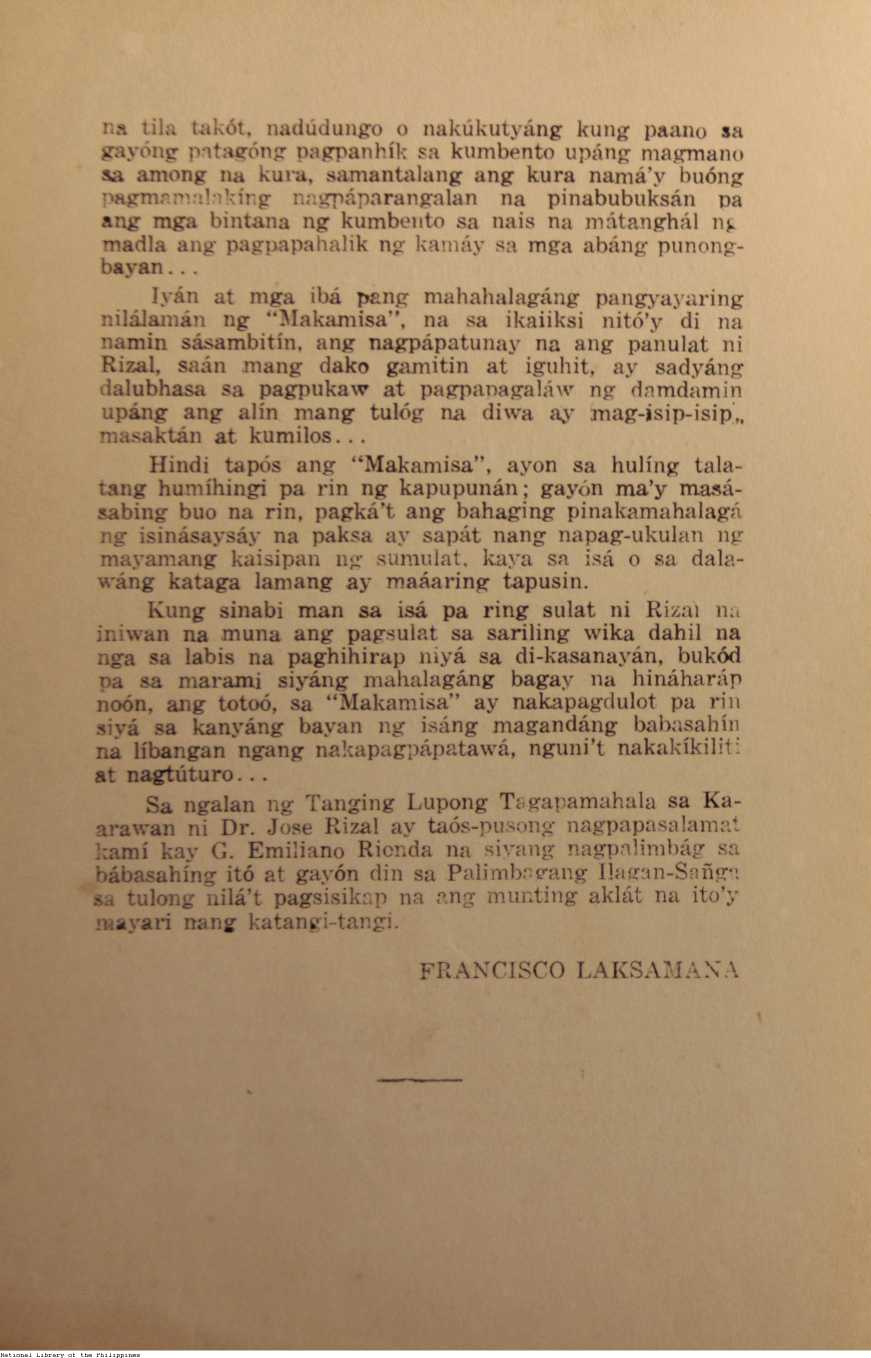 na tila takót, nadúdungo o nakúkutyáng kung paano sa
gayóng patagóng pagpanhík sa kumbento upáng magmano
sa among na kura, samantalang ang kura namá’y buóng
pagmamalakíng nagpáparangalan na pinabubuksán pa
ang mga bintana ng kumbento sa nais na mátanghál ng
madla ang pagpapahalik ng kamáy sa mga abáng punong-
bayan...
Iyán at mga ibá pang mahahalagáng pangyayaring
nilálamán ng “Makamisa”, na sa ikaiiksi nitó’y di na
namin sásambitín, ang nagpápatunay na ang panulat ni
Rizal, saán mang dako gamitin at iguhit, ay sadyáng
dalubhasa sa pagpukaw at pagpapagaláw ng damdamin
upáng ang alín mang tulóg na diwa ay mag-isip-isip,,
masaktán at kumilos...
Hindi tapós ang “Makamisa”, ayon sa hulíng tala-
tang humíhingi pa rin ng kapupunán; gayón ma’y masá-
sabing buo na rin, pagká’t ang bahaging pinakamahalagá
ng isinásaysáy na paksa ay sapát nang napag-ukulan ng
mayamang kaisipan ng sumulat, kaya sa isá o sa dala-
wáng kataga lamang ay maáaring tapusin.
Kung sinabi man sa isá pa ring sulat ni Rizal na
iniwan na muna ang pagsulat sa sariling wika dahil na
nga sa labis na paghihirap niyá sa di-kasanayán, bukód
pa sa marami siyáng mahalagáng bagay na hináharáp
noón, ang totoó, sa “Makamisa” ay nakapagdulot pa rin
siyá sa kanyáng bayan ng isáng magandáng babasahín
na líbangan ngang nakapagpápatawá, nguni’t nakakíkilití
at nagtúturo...
Sa ngalan ng Tanging Lupong Tagapamahala sa Ka-
arawan ni Dr. Jose Rizal ay taós-pusong nagpapasalamat
kamí kay G. Emiliano Rionda na siyang nagpalimbág sa
bábasahíng itó at gayón din sa Palimbagang Ilagan-Sañga
sa tulong nilá’t pagsisikap na ang munting aklát na ito’y
mayari nang katangi-tangi.
FRANCISCO LAKSAMANA
National Library of the Philippines